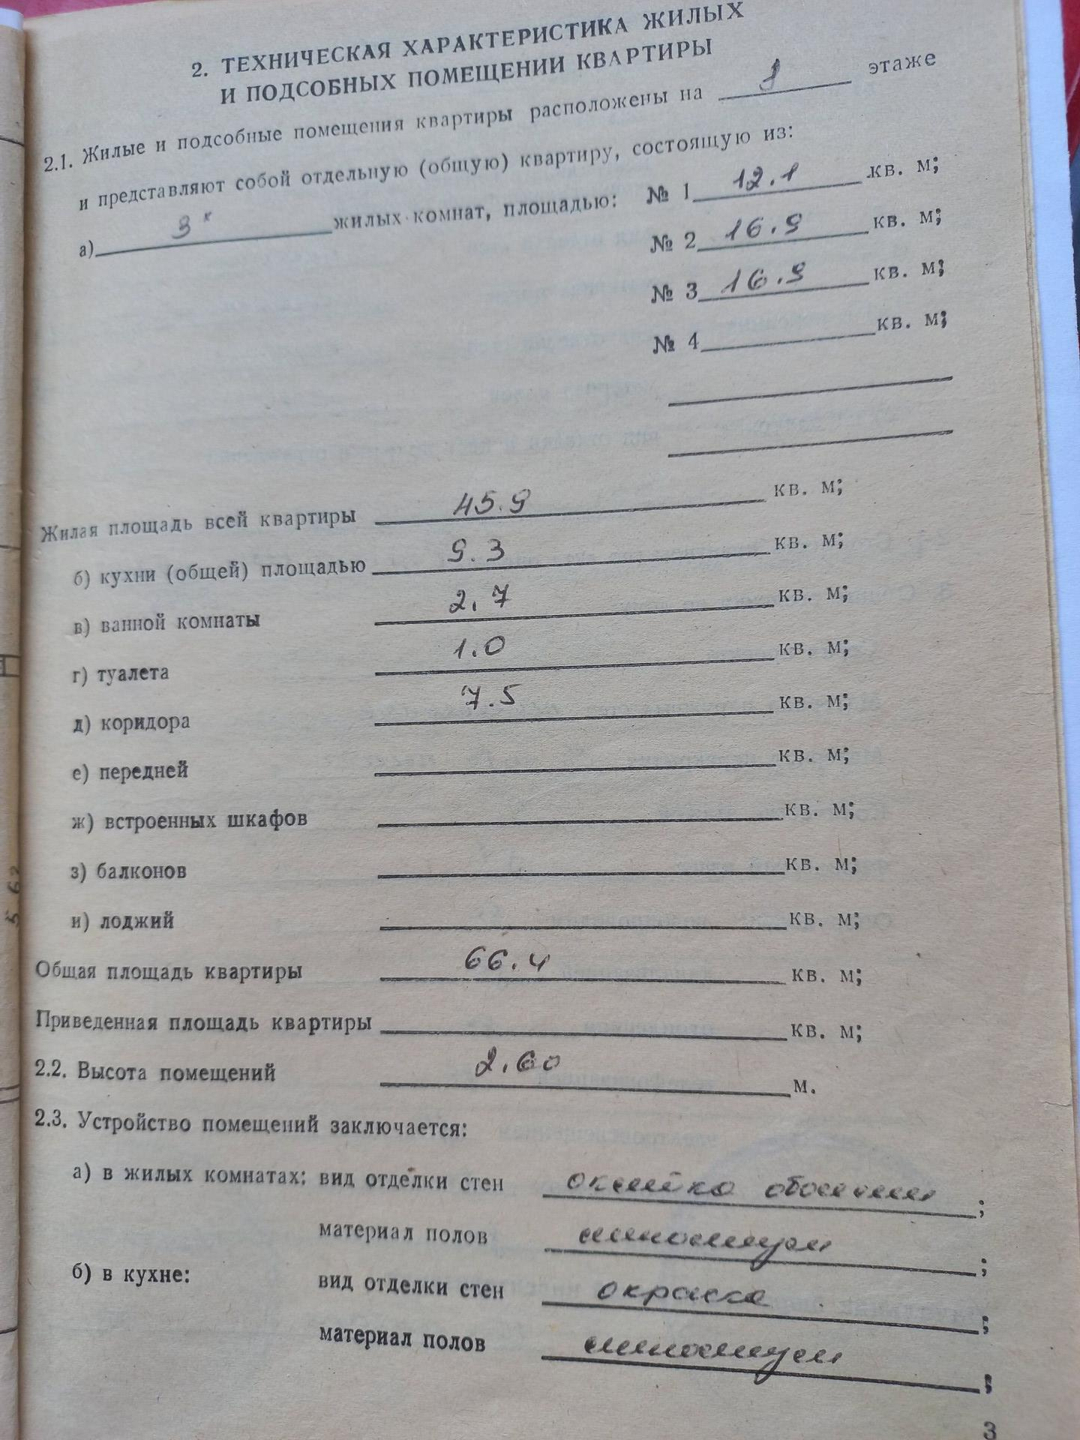 2. ТЕХНИЧЕСКАЯ ХАРАКТЕРИСТИКА ЖИЛЫХ
И ПОДСОБНЫХ ПОМЕЩЕНИИ КВАРТИРЫ
2.1. Жилые и подсобные помещения квартиры расположены на этаже
и представляют собой отдельную (общую) квартиру, состоящую из:
а) 3х жилых комнат, площадью: № 1 12.1 кв. м;
№ 2 16.9 кв. м;
№ 3 16.9 кв. м;
№ 4 кв. м;
Жилая площадь всей квартиры 45.9 кв. м;
б) кухни (общей) площадью 9.3 кв. м;
в) ванной комнаты 2.7 кв. м;
г) туалета 1.0 кв. м;
д) коридора 7.5 кв. м;
е) передней кв. м;
ж) встроенных шкафов кв. м;
з) балконов кв. м;
и) лоджий кв. м;
Общая площадь квартиры 66.4 кв. м;
Приведенная площадь квартиры кв. м;
2.2. Высота помещений 2.60 м.
2.3. Устройство помещений заключается:
а) в жилых комнатах: вид отделки стен оклейка обоями ;
материал полов линолеум ;
б) в кухне: вид отделки стен окраска ;
материал полов линолеум ;
3